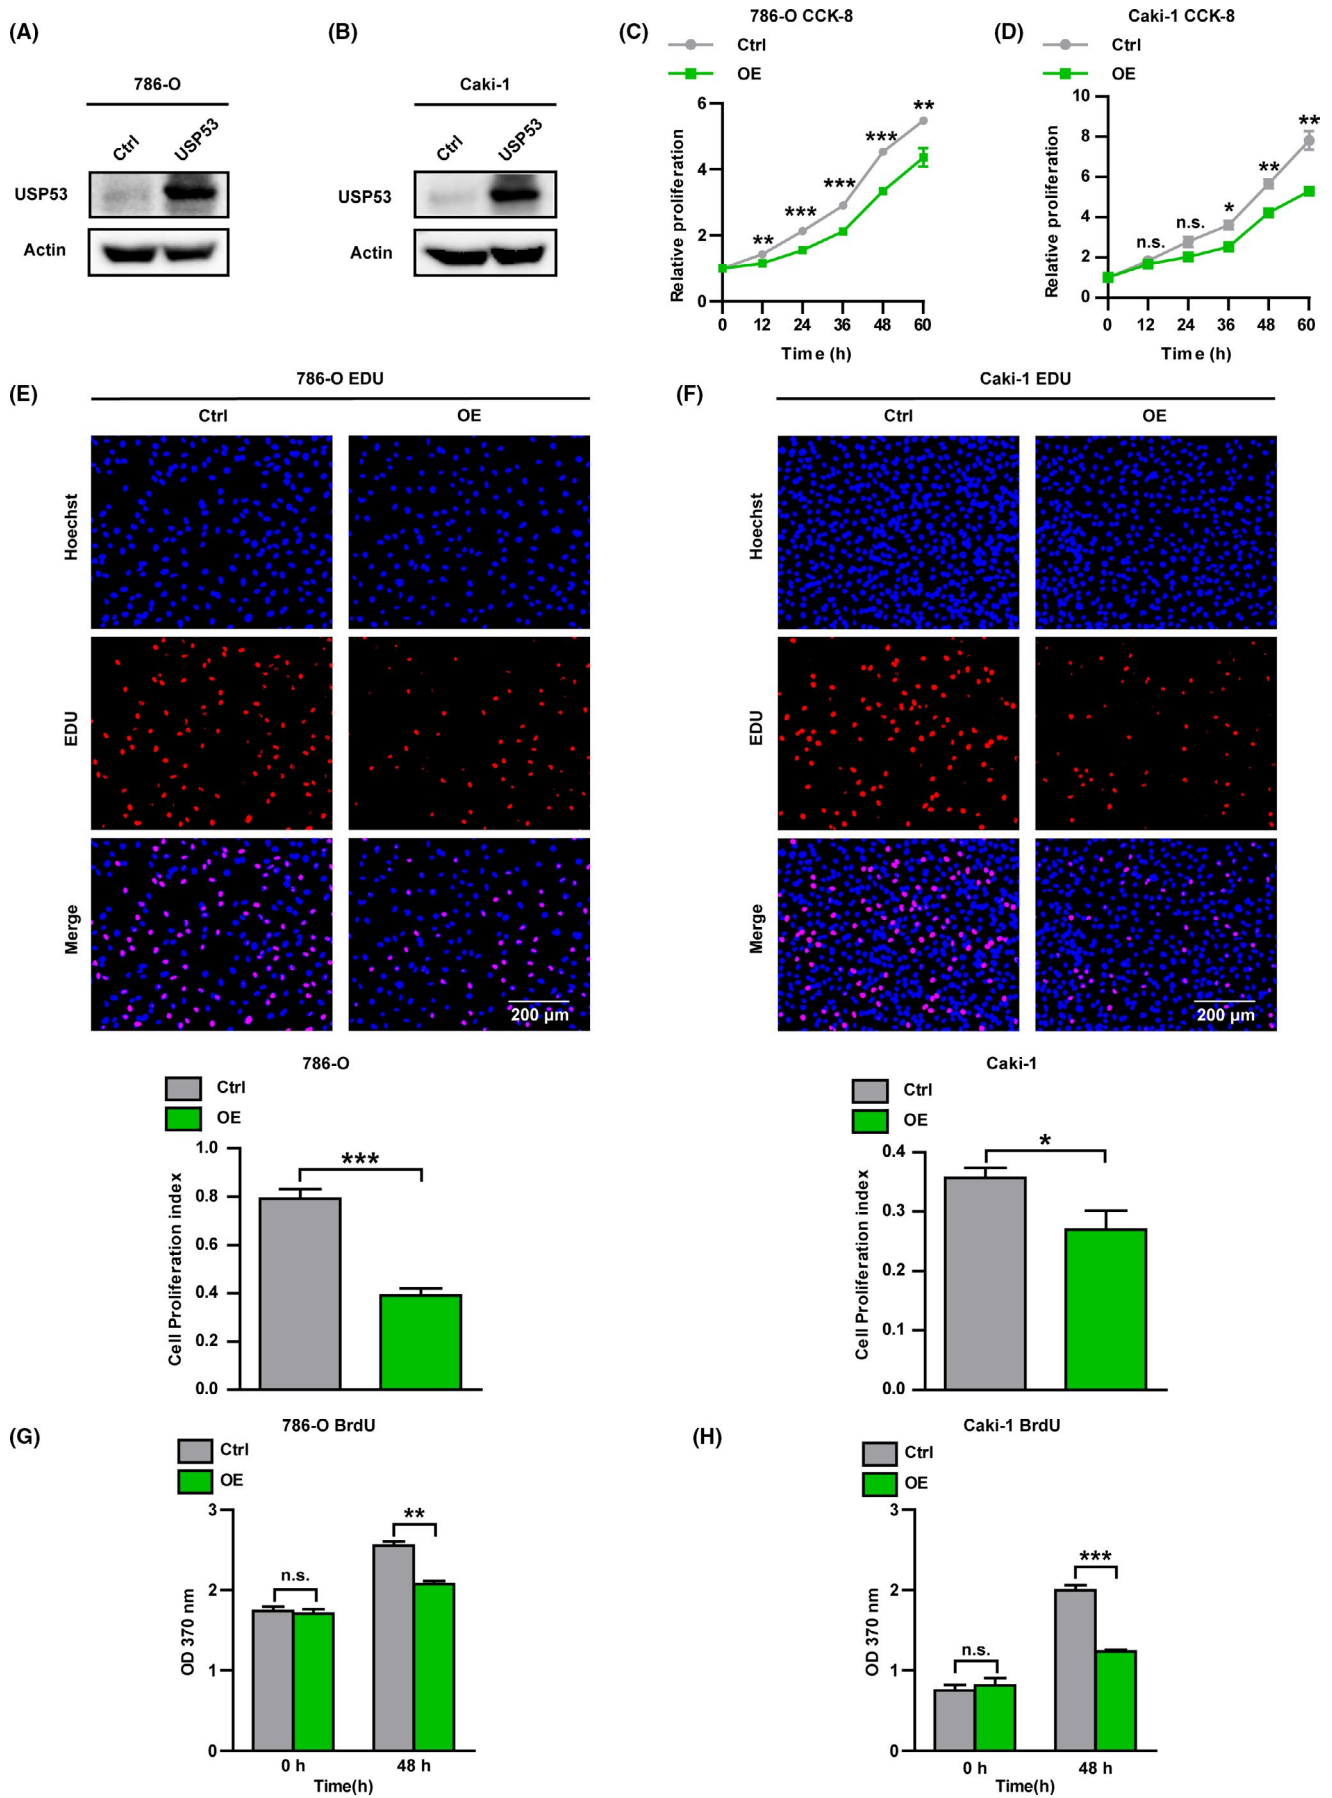 (A)
786-O
Ctrl USP53
USP53
Actin
(B)
Caki-1
Ctrl USP53
USP53
Actin
(C)
786-O CCK-8
Ctrl
OE
Relative proliferation
6
4
2
0
** *** *** *** **
0 12 24 36 48 60
Time (h)
(D)
Caki-1 CCK-8
Ctrl
OE
Relative proliferation
10
8
6
4
2
0
n.s. n.s. * ** **
0 12 24 36 48 60
Time (h)
(E)
786-O EDU
Ctrl OE
Hoechst
EDU
Merge
200 μm
786-O
Ctrl
OE
Cell Proliferation index
1.0
0.8
0.6
0.4
0.2
0.0
***
(F)
Caki-1 EDU
Ctrl OE
Hoechst
EDU
Merge
200 μm
Caki-1
Ctrl
OE
Cell Proliferation index
0.4
0.3
0.2
0.1
0.0
*
(G)
786-O BrdU
Ctrl
OE
OD 370 nm
3
2
1
0
n.s. **
0 h 48 h
Time(h)
(H)
Caki-1 BrdU
Ctrl
OE
OD 370 nm
3
2
1
0
n.s. ***
0 h 48 h
Time(h)